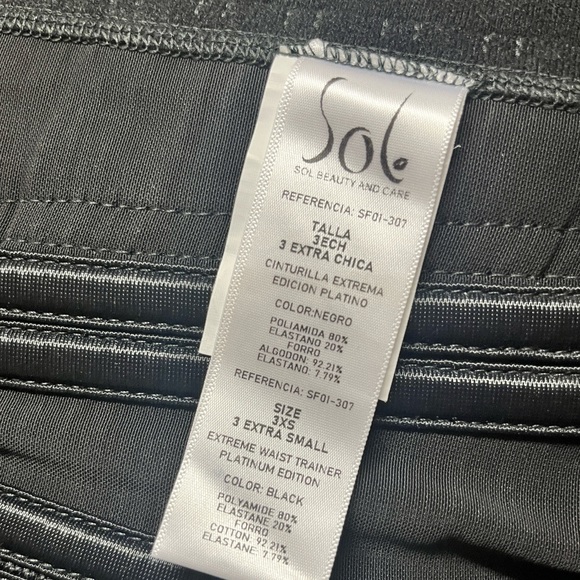 Sol
SOL BEAUTY AND CARE
REFERENCIA: SF01-307
TALLA
3ECH
3 EXTRA CHICA
CINTURILLA EXTREMA
EDICION PLATINO
COLOR:NEGRO
POLIAMIDA 80%
ELASTANO 20%
FORRO
ALGODON: 92.21%
ELASTANO: 7.79%
REFERENCIA: SF01-307
SIZE
3XS
3 EXTRA SMALL
EXTREME WAIST TRAINER
PLATINUM EDITION
COLOR: BLACK
POLYAMIDE 80%
ELASTANE 20%
FORRO
COTTON: 92.21%
ELASTANE: 7.79%